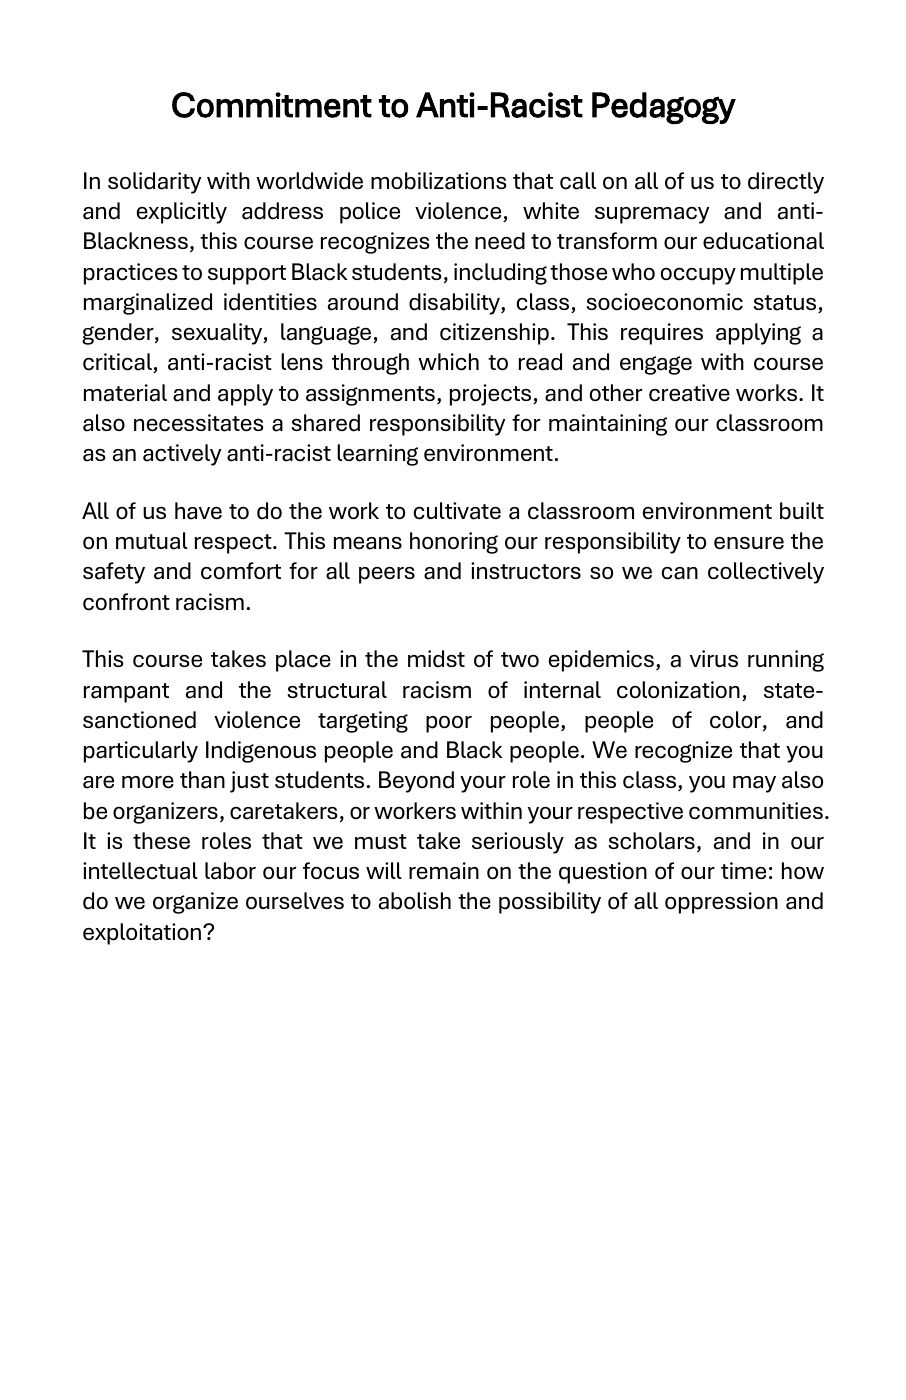 Commitment to Anti-Racist Pedagogy
In solidarity with worldwide mobilizations that call on all of us to directly
and explicitly address police violence, white supremacy and anti-
Blackness, this course recognizes the need to transform our educational
practices to support Black students, including those who occupy multiple
marginalized identities around disability, class, socioeconomic status,
gender, sexuality, language, and citizenship. This requires applying a
critical, anti-racist lens through which to read and engage with course
material and apply to assignments, projects, and other creative works. It
also necessitates a shared responsibility for maintaining our classroom
as an actively anti-racist learning environment.
All of us have to do the work to cultivate a classroom environment built
on mutual respect. This means honoring our responsibility to ensure the
safety and comfort for all peers and instructors so we can collectively
confront racism.
This course takes place in the midst of two epidemics, a virus running
rampant and the structural racism of internal colonization, state-
sanctioned violence targeting poor people, people of color, and
particularly Indigenous people and Black people. We recognize that you
are more than just students. Beyond your role in this class, you may also
be organizers, caretakers, or workers within your respective communities.
It is these roles that we must take seriously as scholars, and in our
intellectual labor our focus will remain on the question of our time: how
do we organize ourselves to abolish the possibility of all oppression and
exploitation?